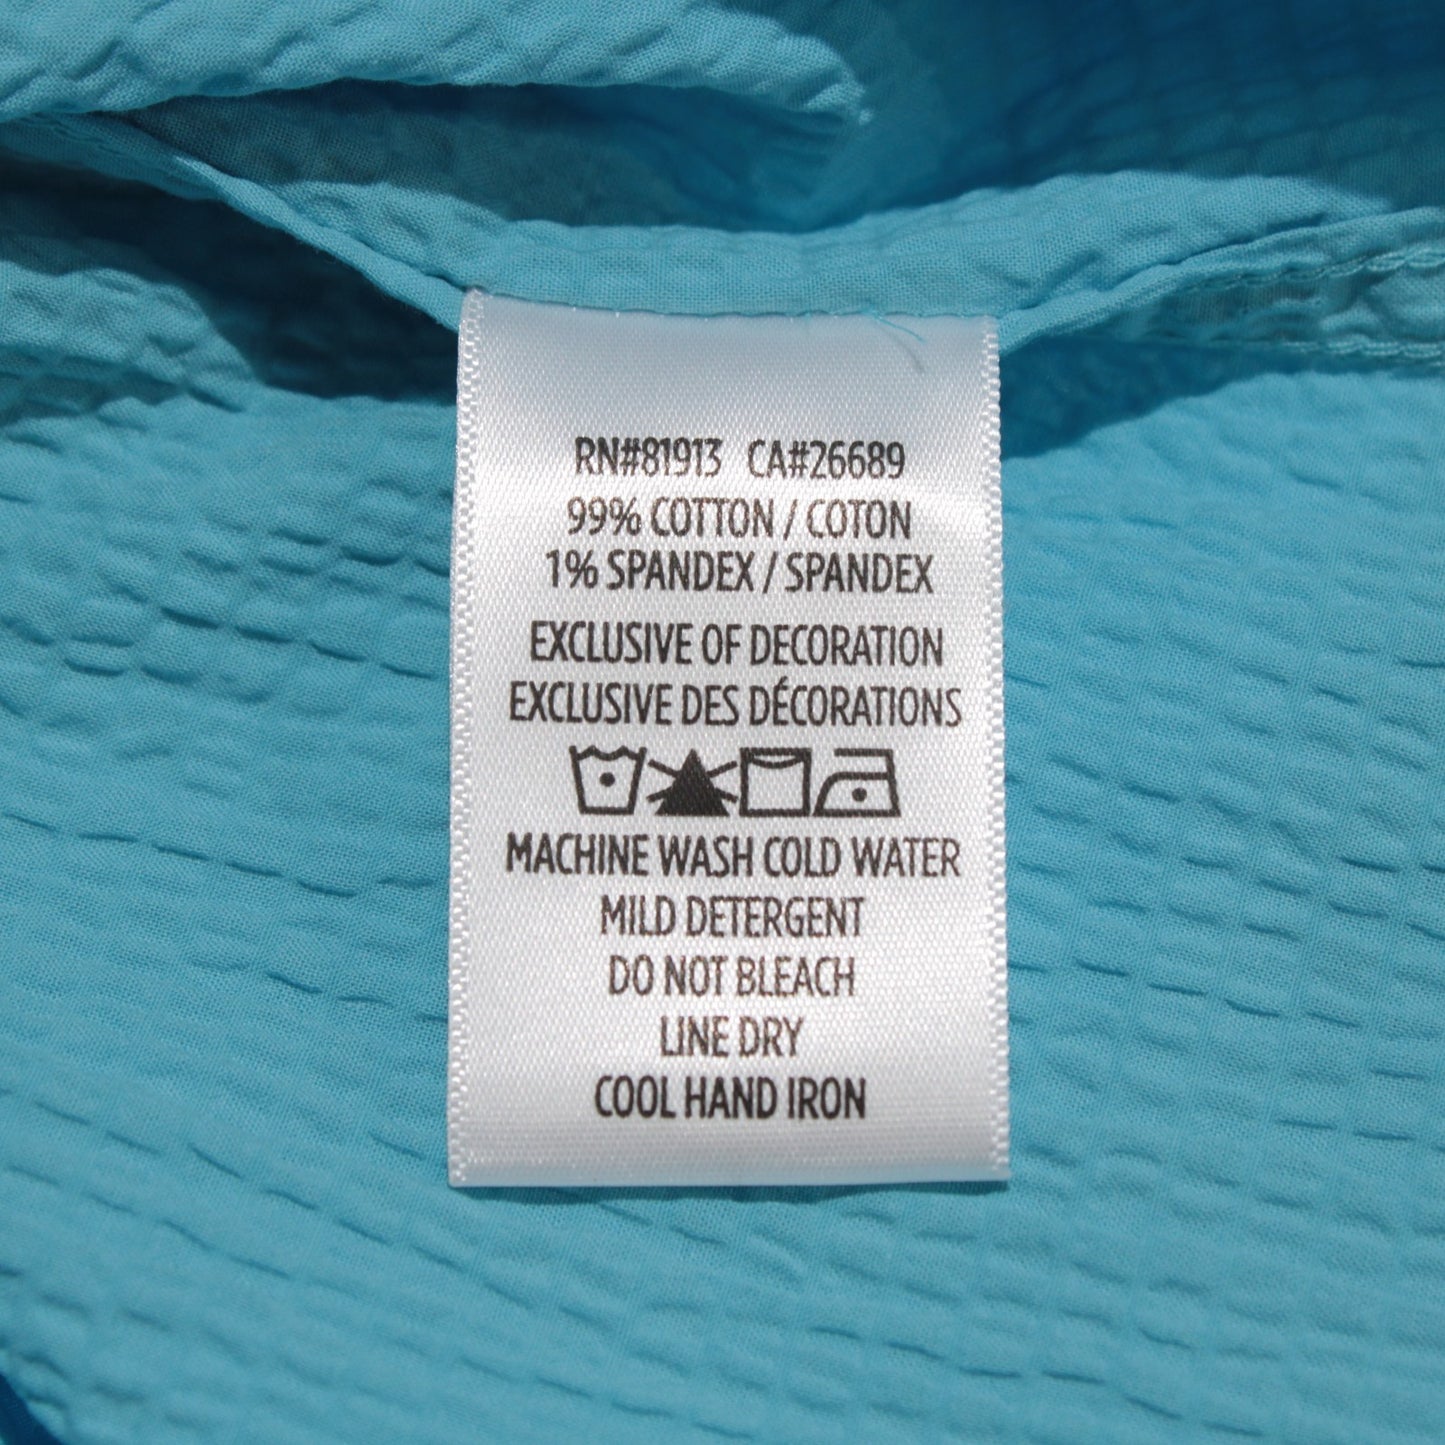 RN#81913 CA#26689
99% COTTON / COTON
1% SPANDEX / SPANDEX
EXCLUSIVE OF DECORATION
EXCLUSIVE DES DÉCORATIONS
MACHINE WASH COLD WATER
MILD DETERGENT
DO NOT BLEACH
LINE DRY
COOL HAND IRON